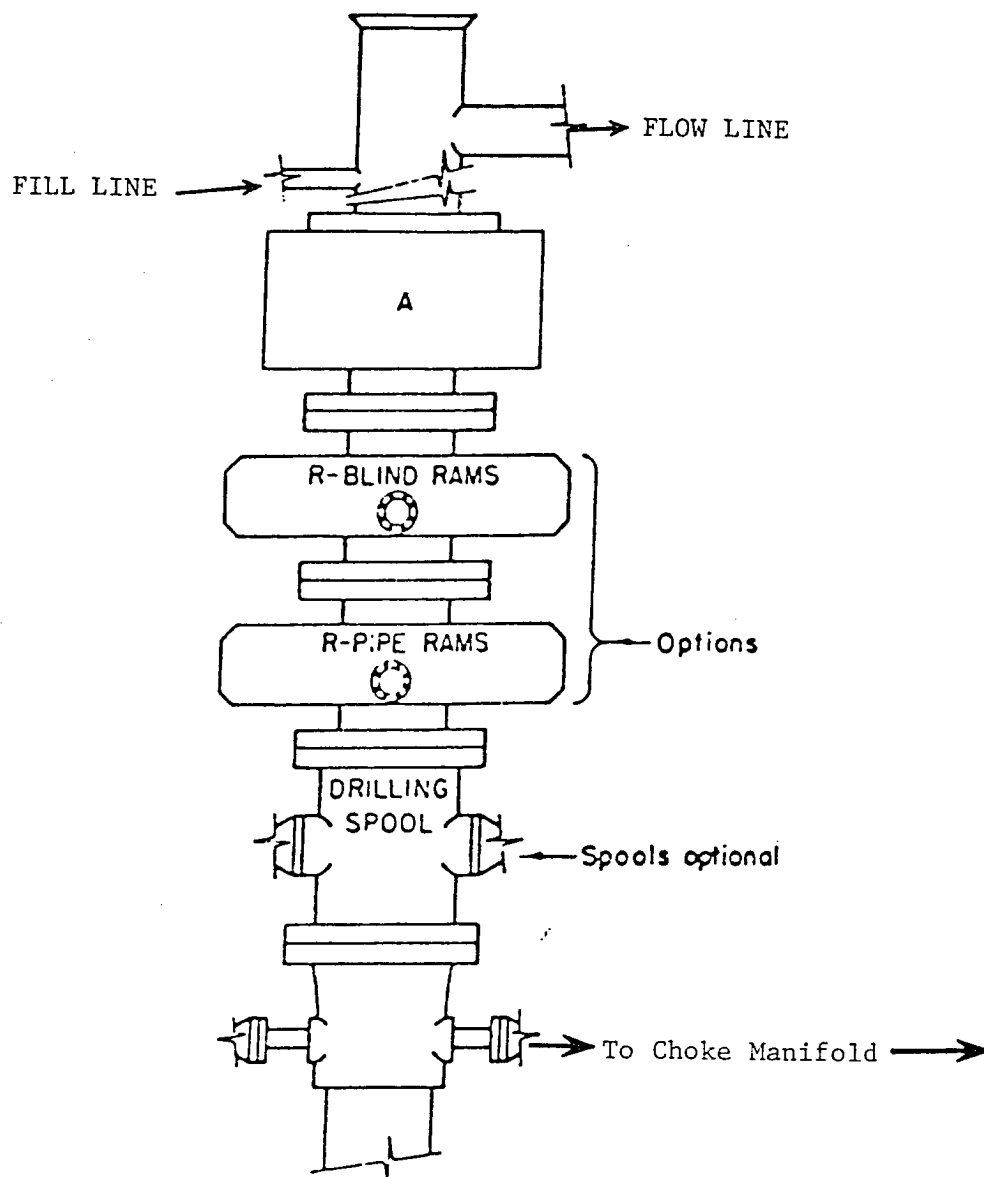 FLOW LINE
FILL LINE
A
R-BLIND RAMS
R-PIPE RAMS
Options
DRILLING
SPOOL
Spools optional
To Choke Manifold